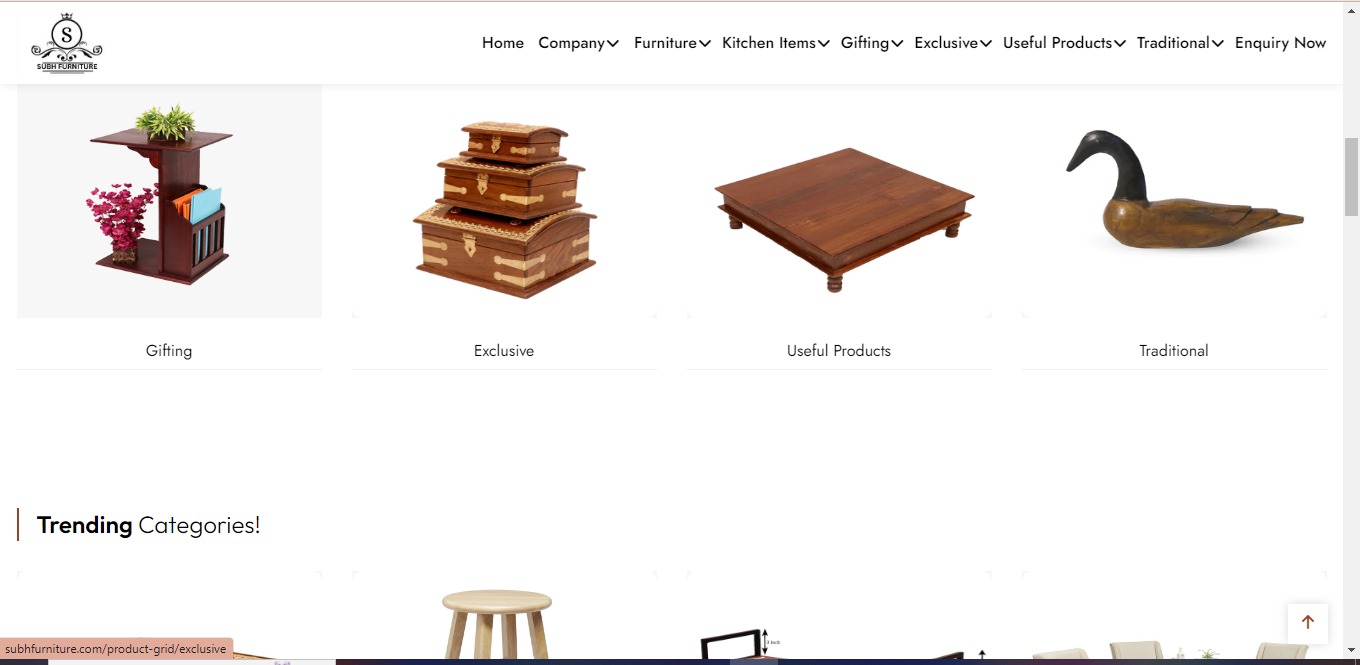 S
SUBH FURNITURE
Home Company Furniture Kitchen Items Gifting Exclusive Useful Products Traditional Enquiry Now
Gifting Exclusive Useful Products Traditional
Trending Categories!
subhfurniture.com/product-grid/exclusive